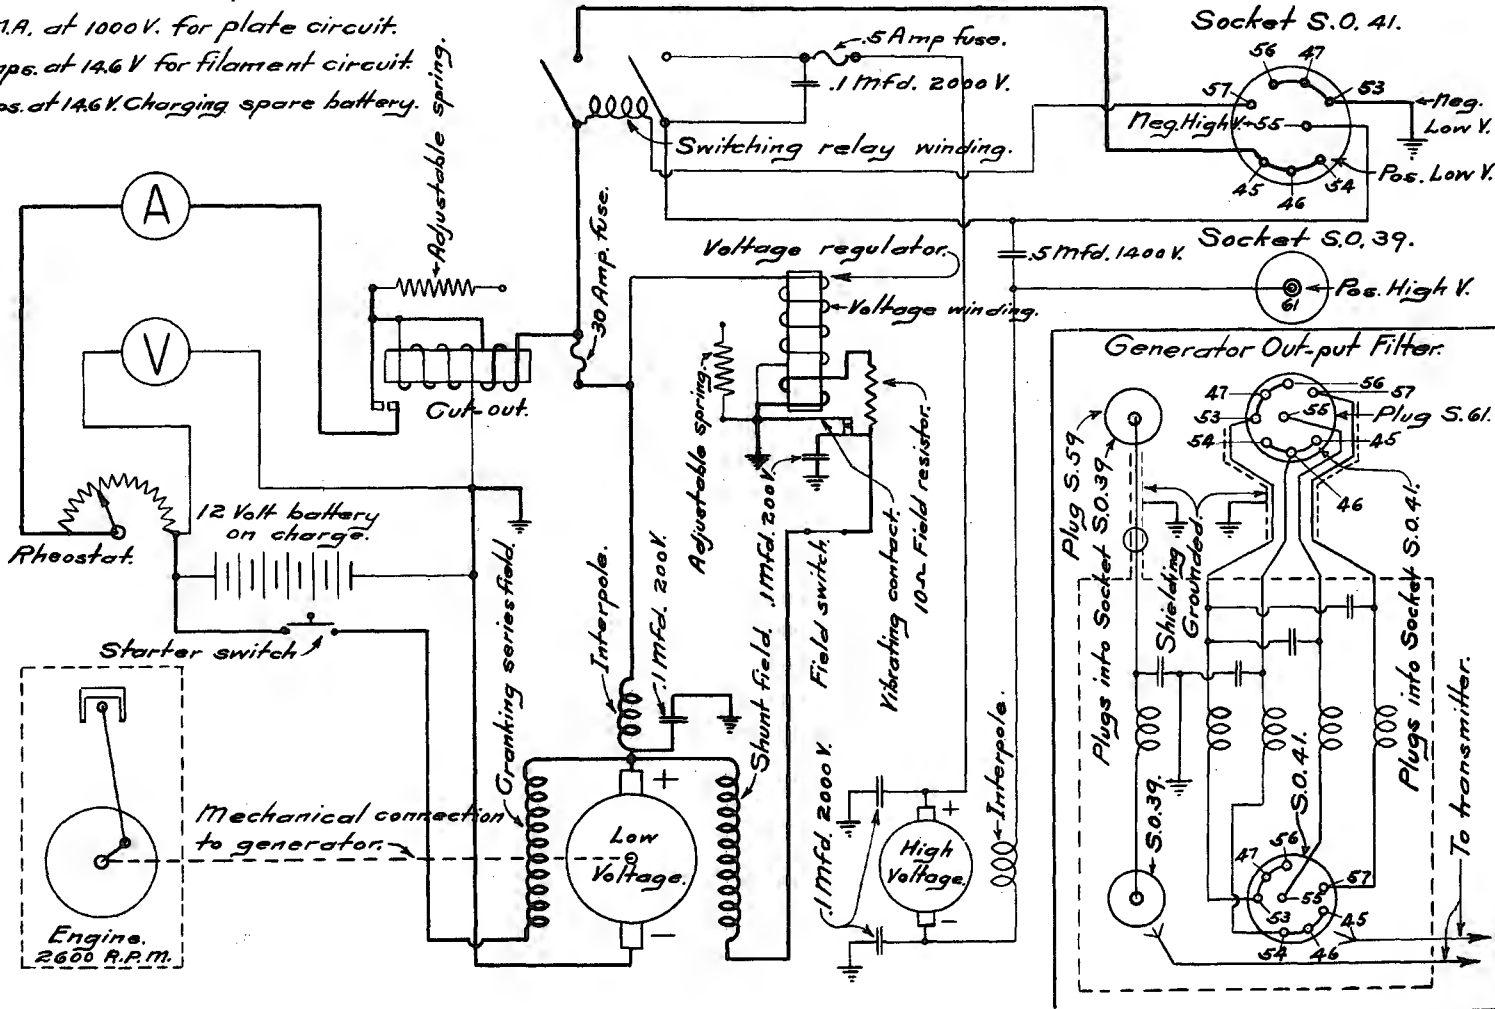 M.A. at 1000 V. for plate circuit.
at 14.6 V for filament circuit.
at 14.6 V. Charging spare battery.
Adjustable spring.
.5 Amp fuse.
.1 Mfd. 2000 V.
Switching relay winding.
Socket S.O. 41.
56
47
57
53
Neg. High V.
55
Neg.
Low V.
45
46
54
Pos. Low V.
A
V
Cut-out.
30 Amp. fuse.
Voltage regulator.
Voltage winding.
.5 Mfd. 1400 V.
Socket S.O. 39.
Pos. High V.
61
Adjustable spring.
.1 Mfd. 200 V.
Vibrating contact.
10 Ω Field resistor.
Field switch.
Rheostat.
12 Volt battery
on charge.
Starter switch
Cranking series field.
Interpole.
.1 Mfd. 200 V.
Shunt field.
Mechanical connection
to generator.
+
Low
Voltage.
-
Engine.
2600 R.P.M.
.1 Mfd. 2000 V.
+
High
Voltage.
-
Interpole.
Generator Out-put Filter.
47
56
57
53
55
Plug S.61.
54
45
46
Plug S.59
Plugs into Socket S.O.39
Shielding
Grounded.
Plugs into Socket S.O. 41.
S.O.39.
S.O.41.
47
56
57
53
55
45
54
46
To transmitter.